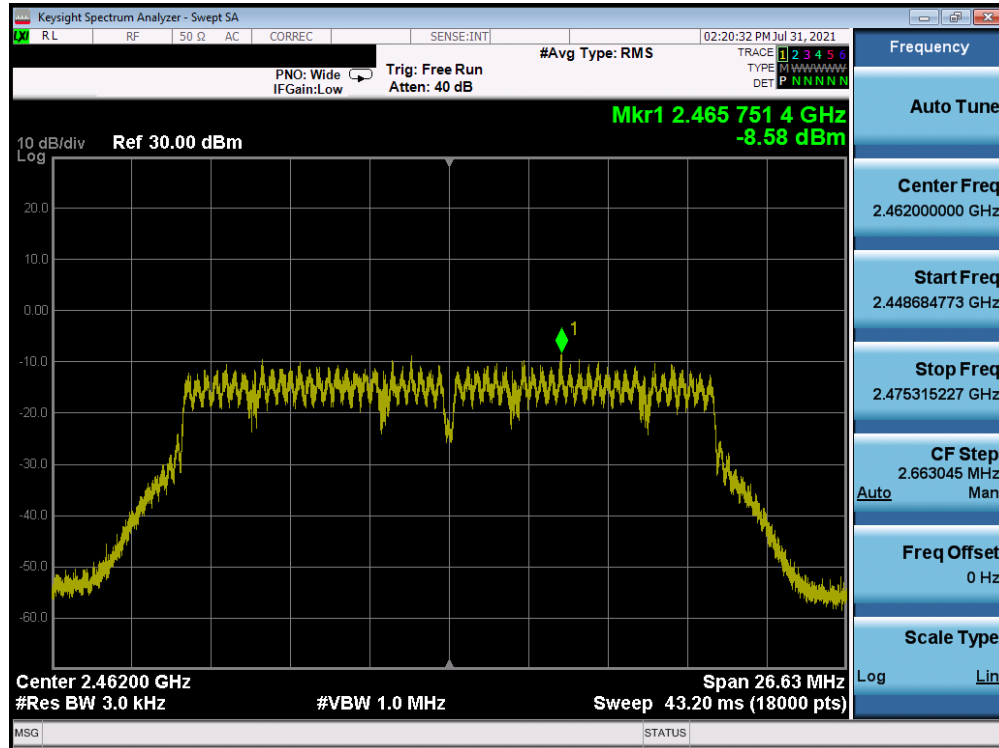 Keysight Spectrum Analyzer - Swept SA
LXI RL RF 50 Ω AC CORREC SENSE:INT 02:20:32 PM Jul 31, 2021
#Avg Type: RMS TRACE 1 2 3 4 5 6
PNO: Wide Trig: Free Run TYPE M WWWWW
IFGain:Low Atten: 40 dB DET P N N N N N
Mkr1 2.465 751 4 GHz
-8.58 dBm
10 dB/div Ref 30.00 dBm
Log
20.0
10.0
0.00
1
-10.0
-20.0
-30.0
-40.0
-50.0
-60.0
Center 2.46200 GHz Span 26.63 MHz
#Res BW 3.0 kHz #VBW 1.0 MHz Sweep 43.20 ms (18000 pts)
MSG STATUS
Frequency
Auto Tune
Center Freq
2.462000000 GHz
Start Freq
2.448684773 GHz
Stop Freq
2.475315227 GHz
CF Step
2.663045 MHz
Auto Man
Freq Offset
0 Hz
Scale Type
Log Lin